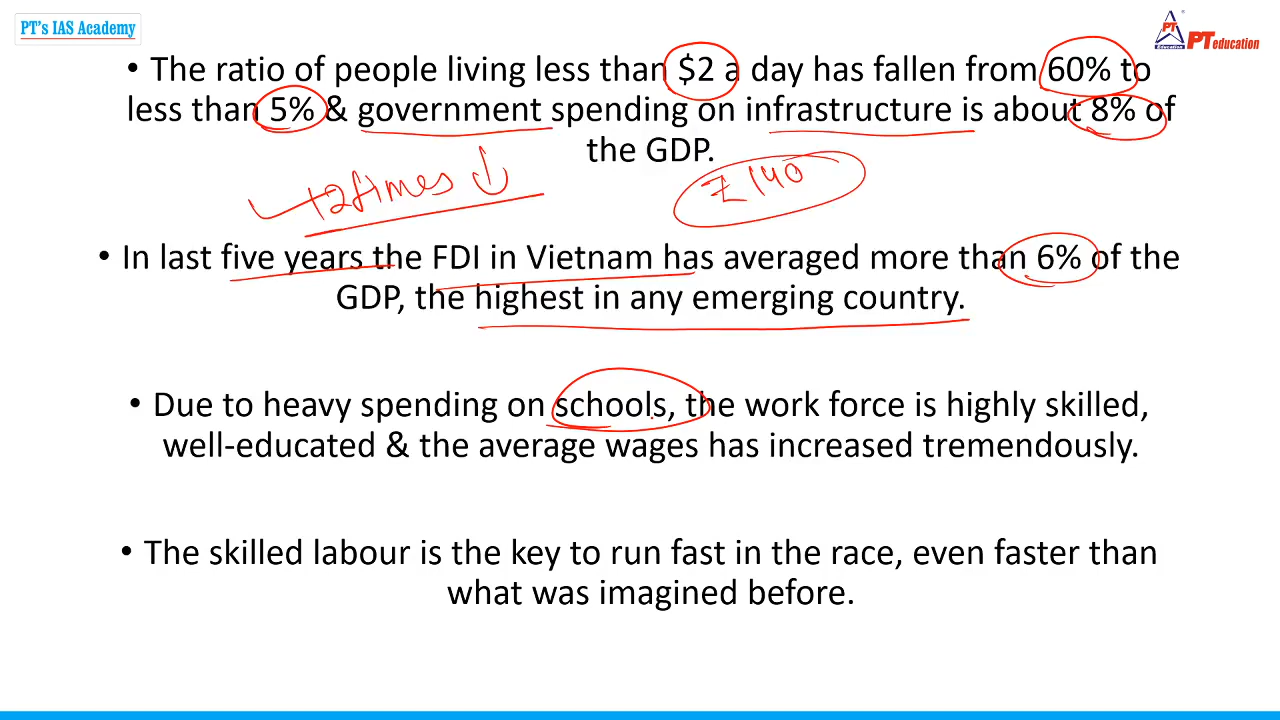 PT's IAS Academy
PT
Education
PT education
• The ratio of people living less than $2 a day has fallen from 60% to
less than 5% & government spending on infrastructure is about 8% of
the GDP.
12 times ↓
₹ 140
• In last five years the FDI in Vietnam has averaged more than 6% of the
GDP, the highest in any emerging country.
• Due to heavy spending on schools, the work force is highly skilled,
well-educated & the average wages has increased tremendously.
• The skilled labour is the key to run fast in the race, even faster than
what was imagined before.